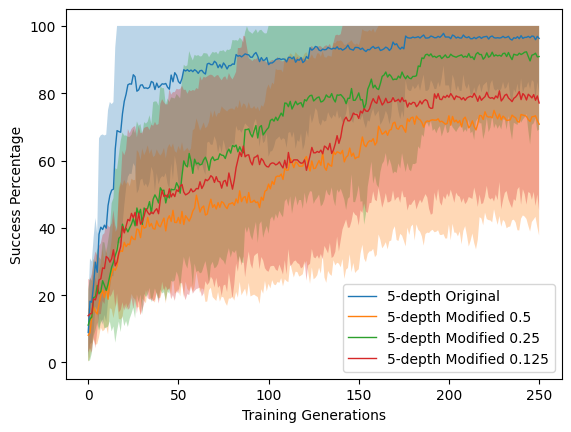 100
80
60
40
20
0
Success Percentage
0 50 100 150 200 250
Training Generations
5-depth Original
5-depth Modified 0.5
5-depth Modified 0.25
5-depth Modified 0.125